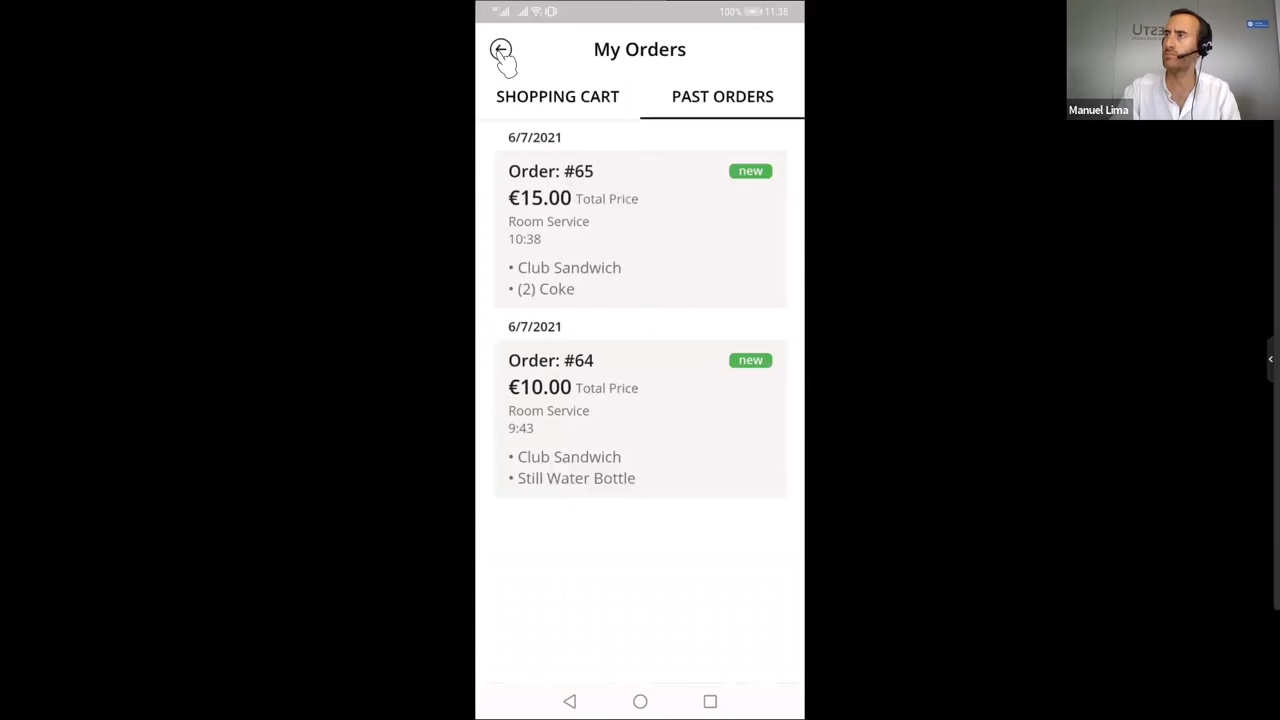 100% 11:38
My Orders
SHOPPING CART PAST ORDERS
6/7/2021
Order: #65 new
€15.00 Total Price
Room Service
10:38
• Club Sandwich
• (2) Coke
6/7/2021
Order: #64 new
€10.00 Total Price
Room Service
9:43
• Club Sandwich
• Still Water Bottle
Manuel Lima